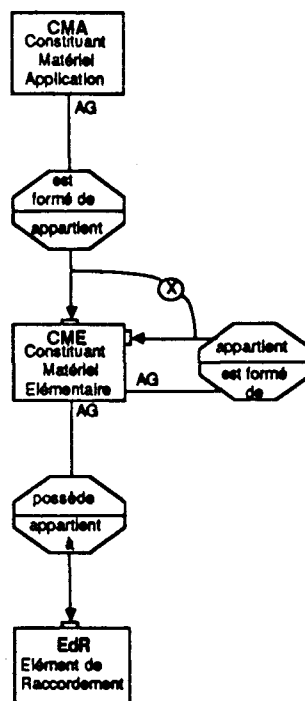 CMA
Constituant
Matériel
Application
AG
est
formé de
appartient
X
CME
Constituant
Matériel
Elémentaire
AG
AG
appartient
est formé
de
possède
appartient
à
EdR
Elément de
Raccordement